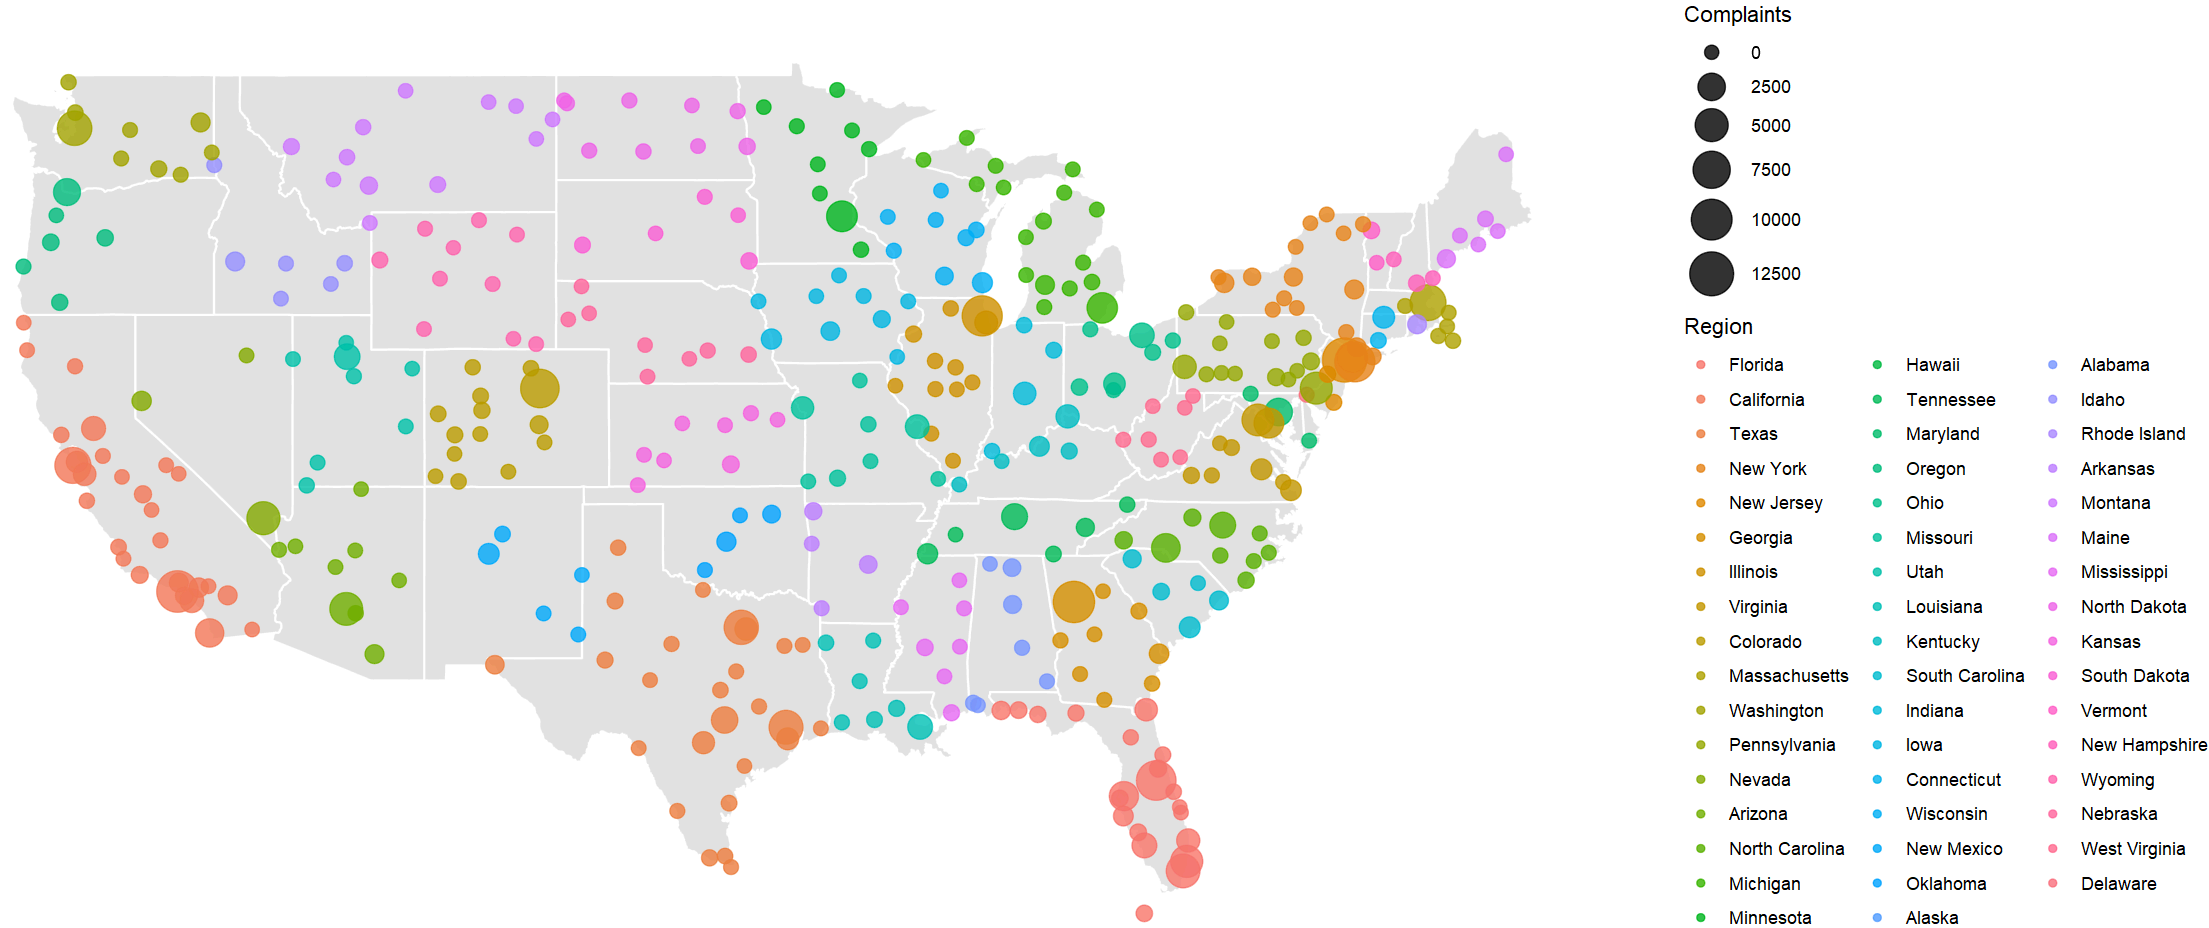 Complaints
0
2500
5000
7500
10000
12500
Region
Florida
California
Texas
New York
New Jersey
Georgia
Illinois
Virginia
Colorado
Massachusetts
Washington
Pennsylvania
Nevada
Arizona
North Carolina
Michigan
Minnesota
Hawaii
Tennessee
Maryland
Oregon
Ohio
Missouri
Utah
Louisiana
Kentucky
South Carolina
Indiana
Iowa
Connecticut
Wisconsin
New Mexico
Oklahoma
Alaska
Alabama
Idaho
Rhode Island
Arkansas
Montana
Maine
Mississippi
North Dakota
Kansas
South Dakota
Vermont
New Hampshire
Wyoming
Nebraska
West Virginia
Delaware